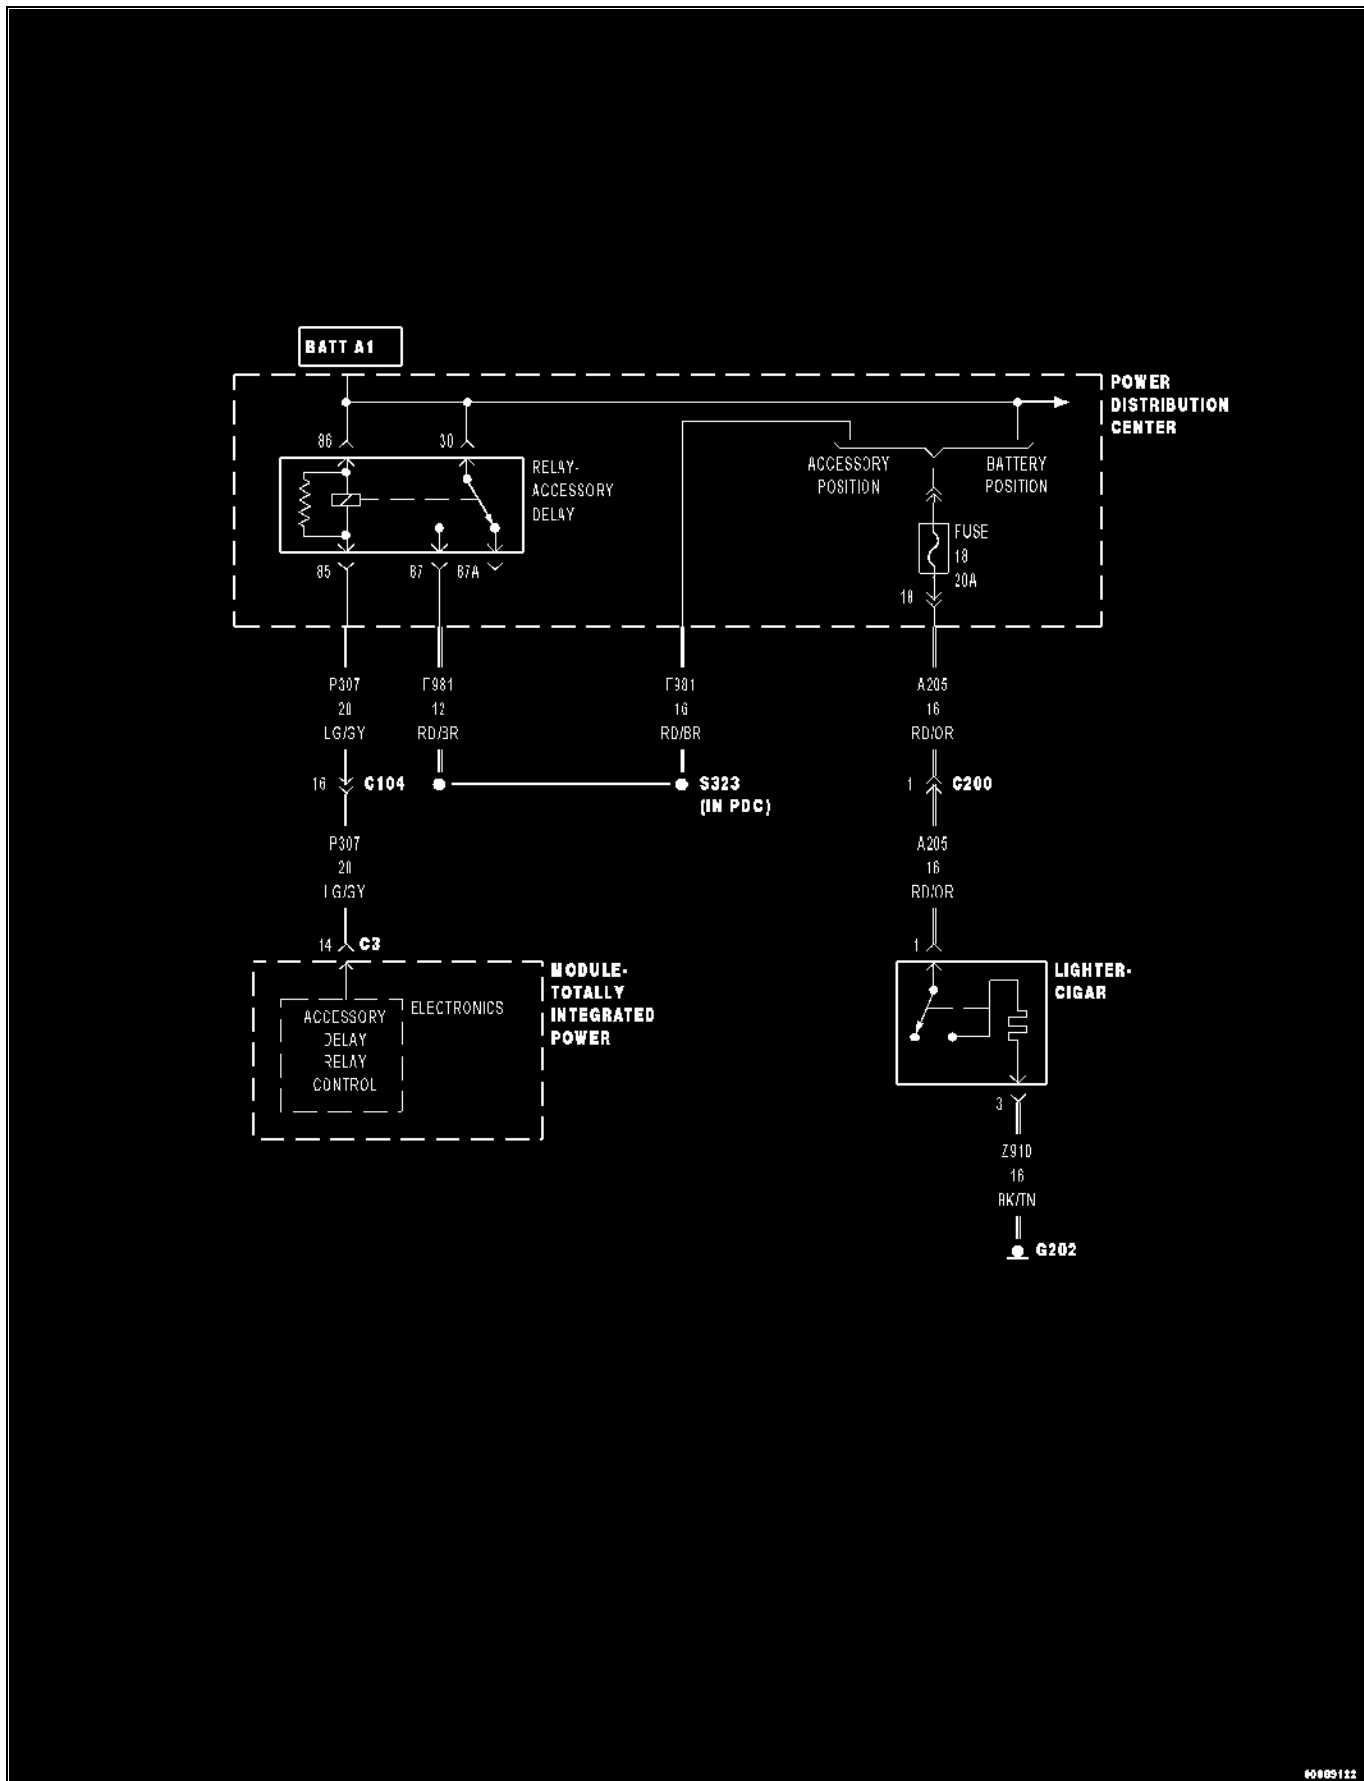 BATT A1
POWER
DISTRIBUTION
CENTER
86
30
RELAY-
ACCESSORY
DELAY
ACCESSORY
POSITION
BATTERY
POSITION
FUSE
18
20A
85
87
87A
18
P307
20
LG/GY
F981
12
RD/BR
F981
16
RD/BR
A205
16
RD/OR
16
C104
S323
(IN PDC)
1
C200
P307
20
LG/GY
A205
16
RD/OR
14
C3
1
MODULE-
TOTALLY
INTEGRATED
POWER
ELECTRONICS
ACCESSORY
DELAY
RELAY
CONTROL
LIGHTER-
CIGAR
3
Z910
16
BK/TN
G202